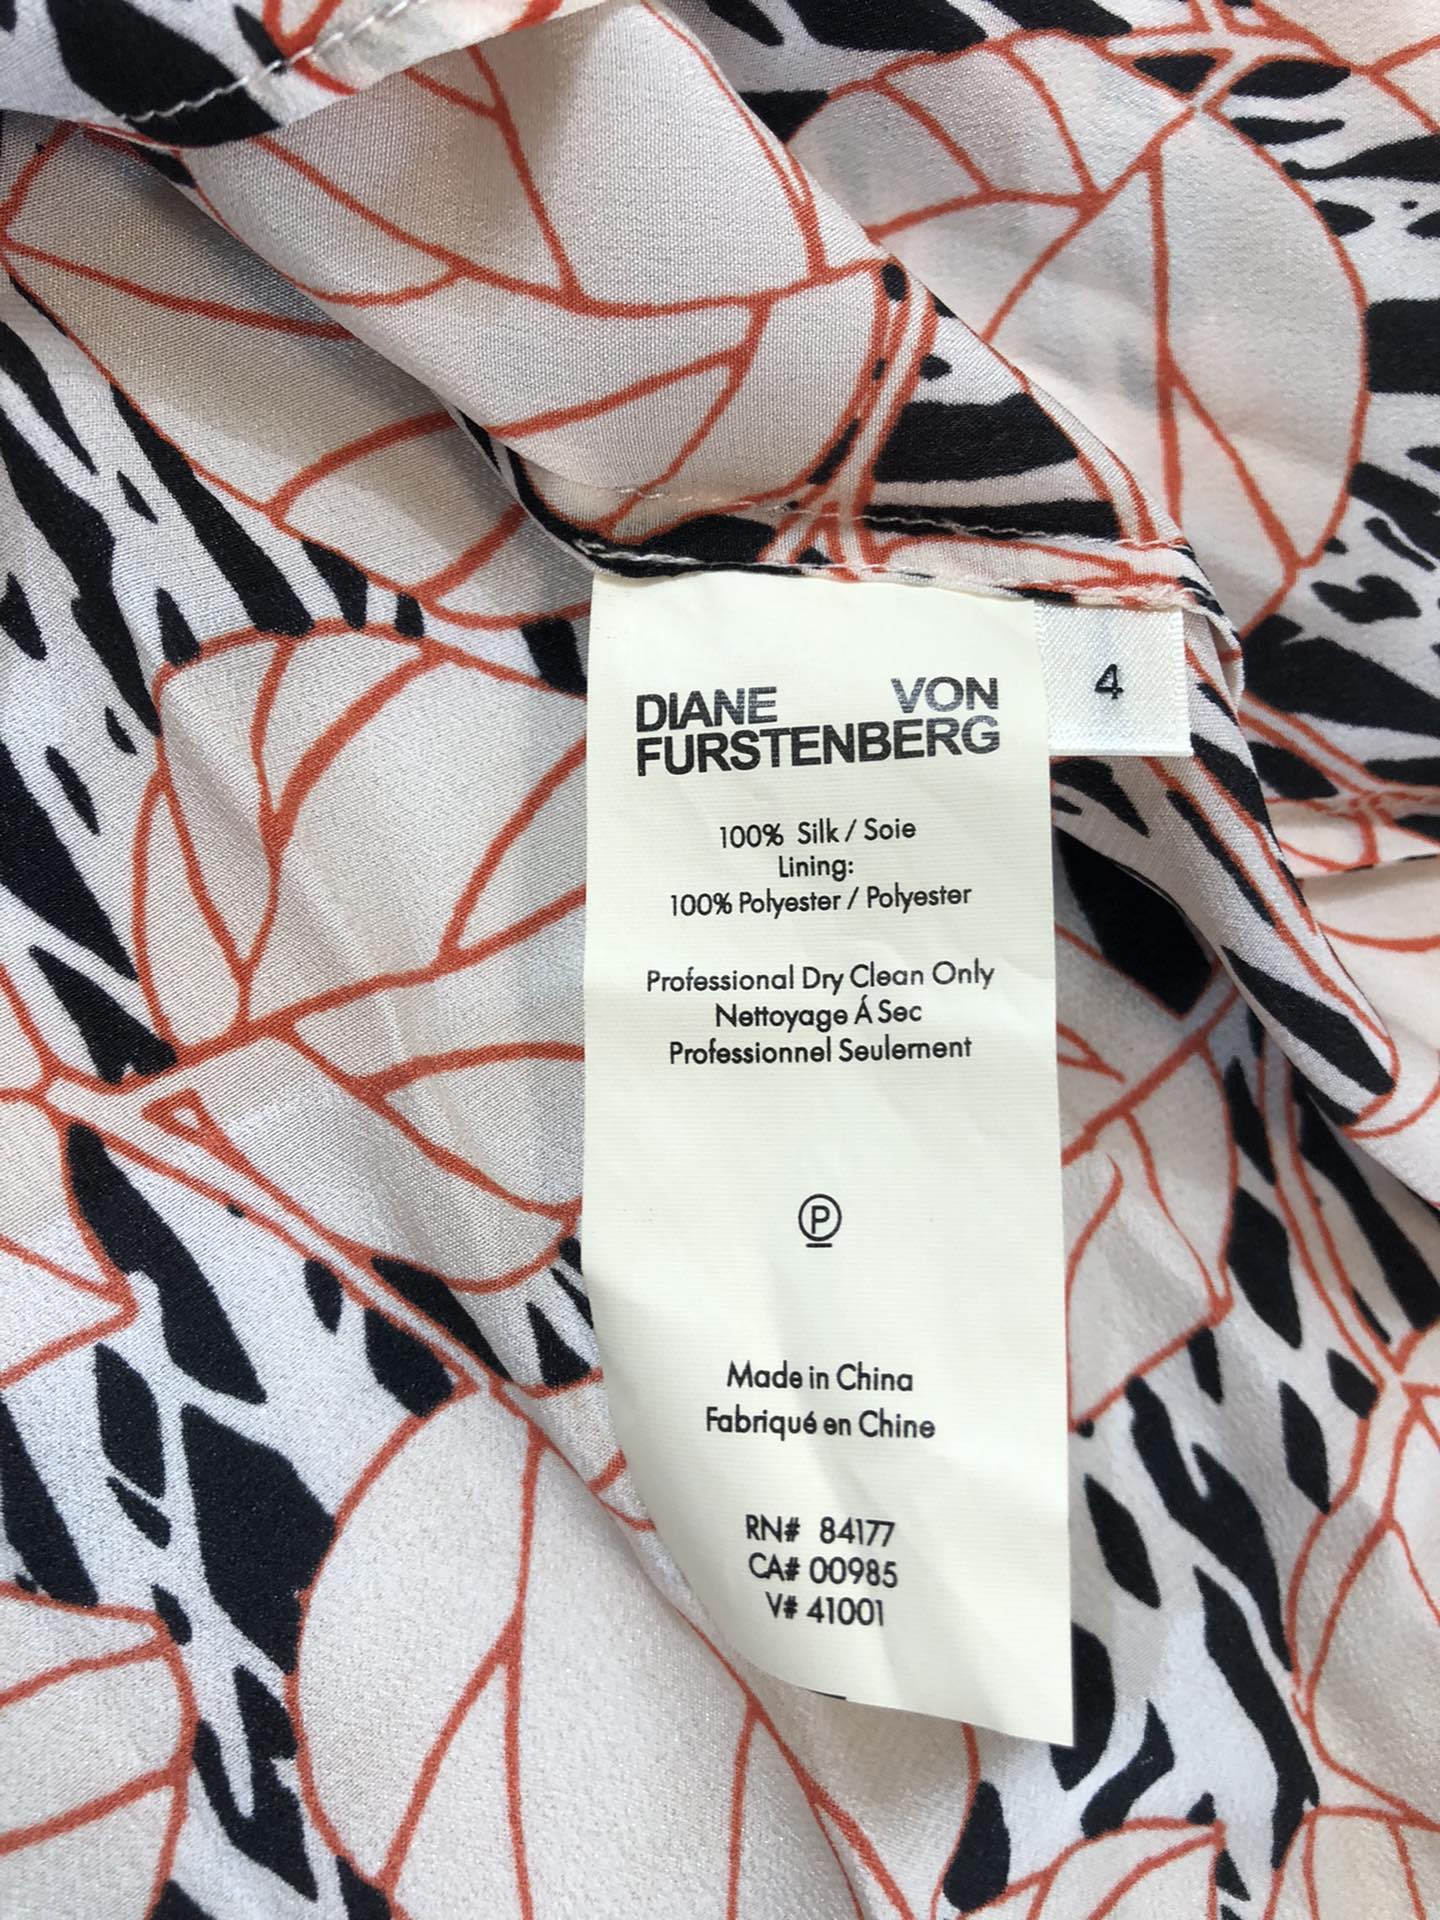 DIANE VON
FURSTENBERG
4
100% Silk / Soie
Lining:
100% Polyester / Polyester
Professional Dry Clean Only
Nettoyage Á Sec
Professionnel Seulement
P
Made in China
Fabriqué en Chine
RN# 84177
CA# 00985
V# 41001